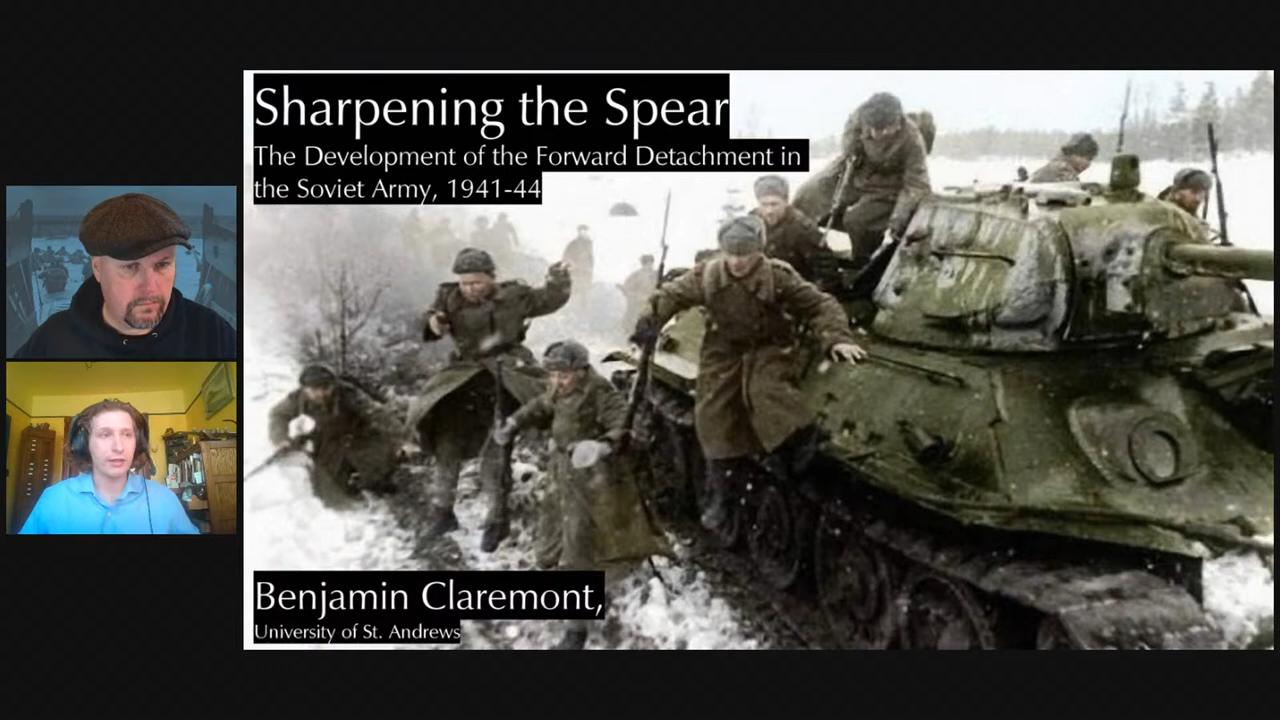 Sharpening the Spear
The Development of the Forward Detachment in
the Soviet Army, 1941-44
Benjamin Claremont,
University of St. Andrews